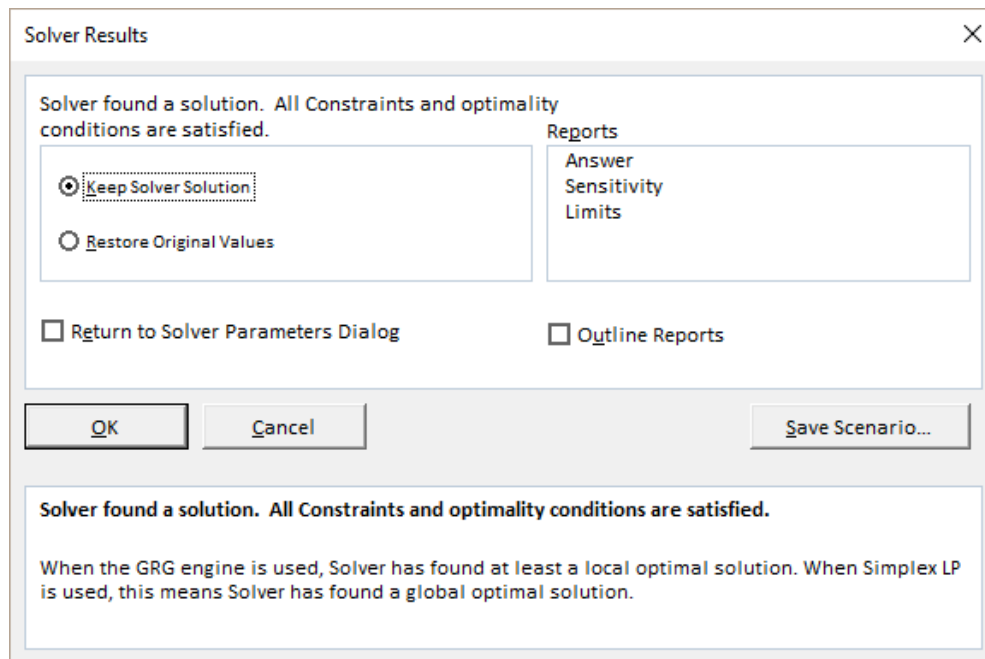 Solver Results
Solver found a solution.  All Constraints and optimality
conditions are satisfied.
Keep Solver Solution
Restore Original Values
Reports
Answer
Sensitivity
Limits
Return to Solver Parameters Dialog
Outline Reports
OK
Cancel
Save Scenario...
Solver found a solution.  All Constraints and optimality conditions are satisfied.
When the GRG engine is used, Solver has found at least a local optimal solution. When Simplex LP
is used, this means Solver has found a global optimal solution.